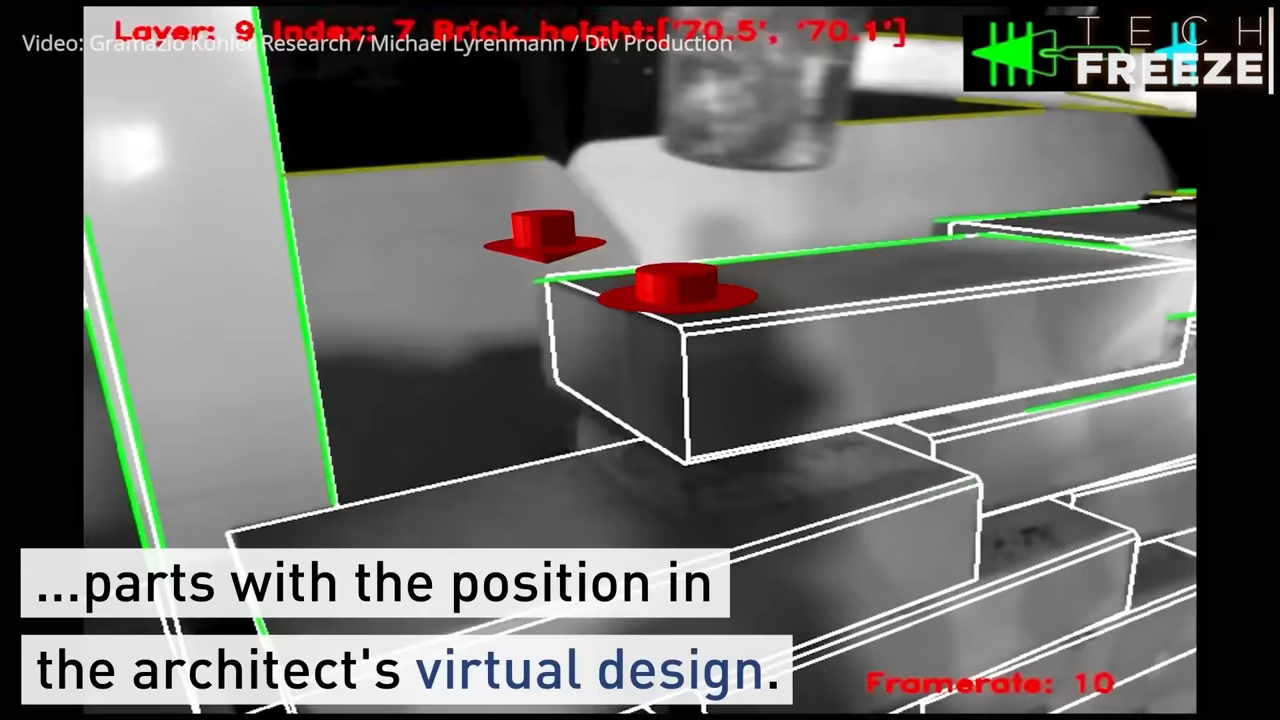 Layer: 9 Index: 7 Brick_height:['70.5', '70.1']
Video: Gramazio Kohler Research / Michael Lyrenmann / Dtv Production
TECH
FREEZE
...parts with the position in
the architect's virtual design.
Framerate: 10